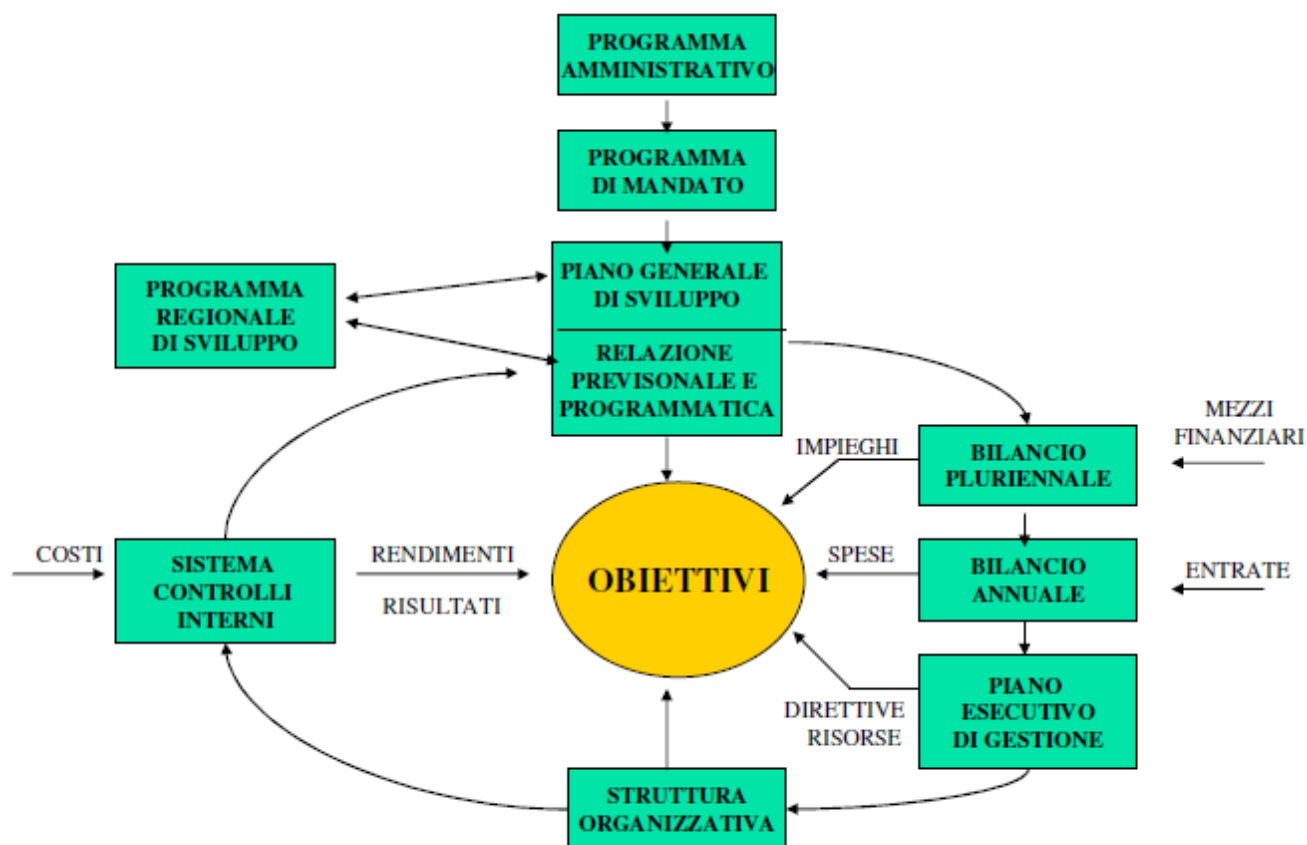 PROGRAMMA
AMMINISTRATIVO
PROGRAMMA
DI MANDATO
PIANO GENERALE
DI SVILUPPO
PROGRAMMA
REGIONALE
DI SVILUPPO
RELAZIONE
PREVISONALE E
PROGRAMMATICA
MEZZI
FINANZIARI
IMPIEGHI
BILANCIO
PLURIENNALE
COSTI
SISTEMA
CONTROLLI
INTERNI
RENDIMENTI
RISULTATI
OBIETTIVI
SPESE
BILANCIO
ANNUALE
ENTRATE
PIANO
ESECUTIVO
DI GESTIONE
DIRETTIVE
RISORSE
STRUTTURA
ORGANIZZATIVA